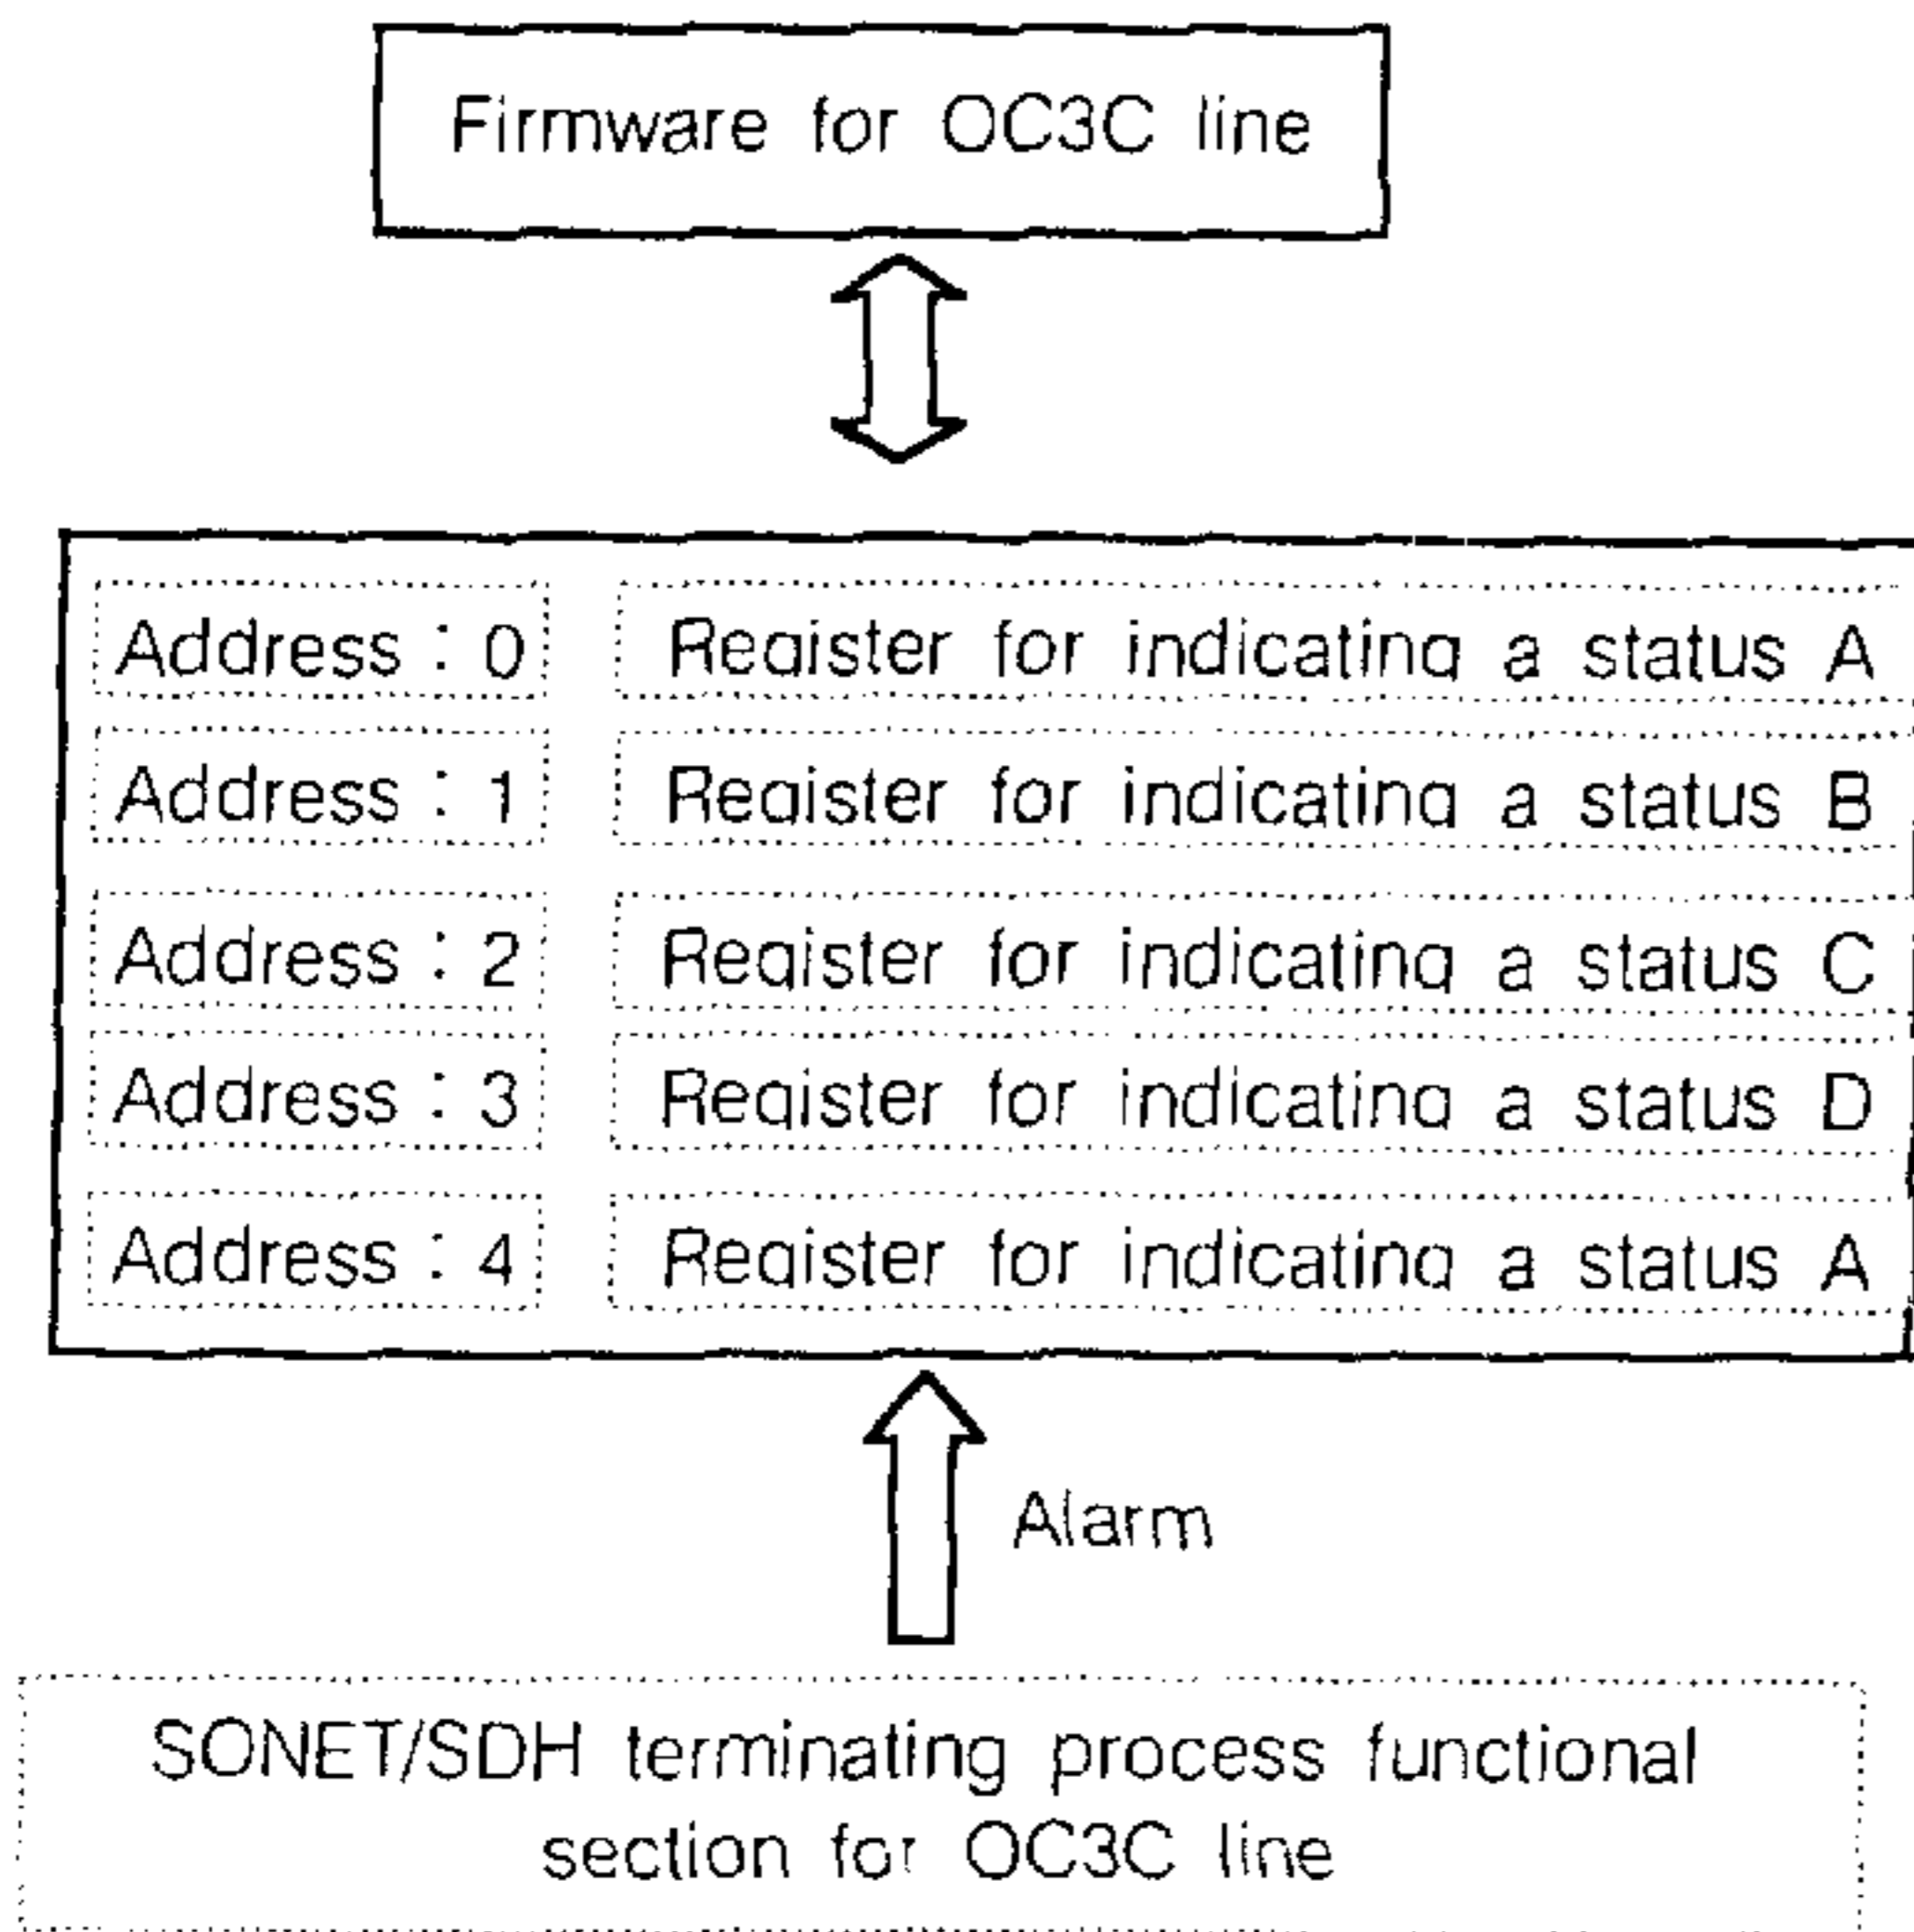 Firmware for OC3C line
Address : 0 Register for indicating a status A
Address : 1 Register for indicating a status B
Address : 2 Register for indicating a status C
Address : 3 Register for indicating a status D
Address : 4 Register for indicating a status A
Alarm
SONET/SDH terminating process functional
section for OC3C line